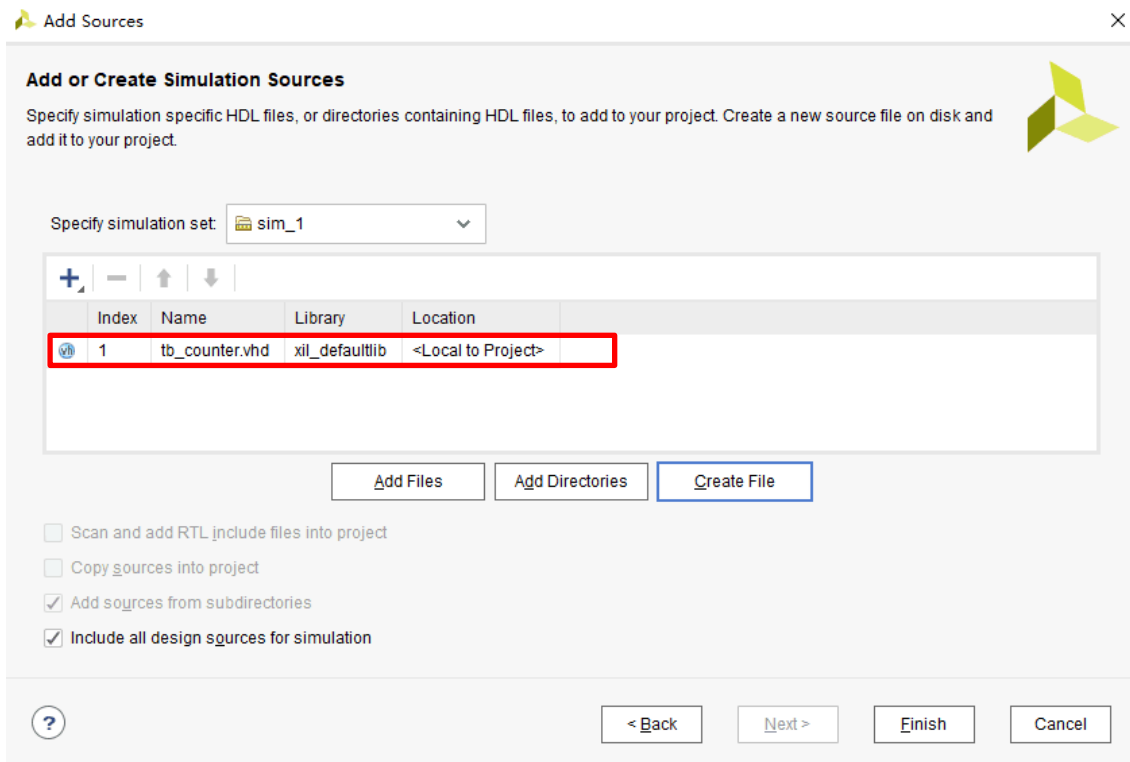 Add Sources
Add or Create Simulation Sources
Specify simulation specific HDL files, or directories containing HDL files, to add to your project. Create a new source file on disk and
add it to your project.
Specify simulation set: sim_1
Index Name Library Location
vh 1 tb_counter.vhd xil_defaultlib <Local to Project>
Add Files Add Directories Create File
Scan and add RTL include files into project
Copy sources into project
Add sources from subdirectories
Include all design sources for simulation
? < Back Next > Finish Cancel